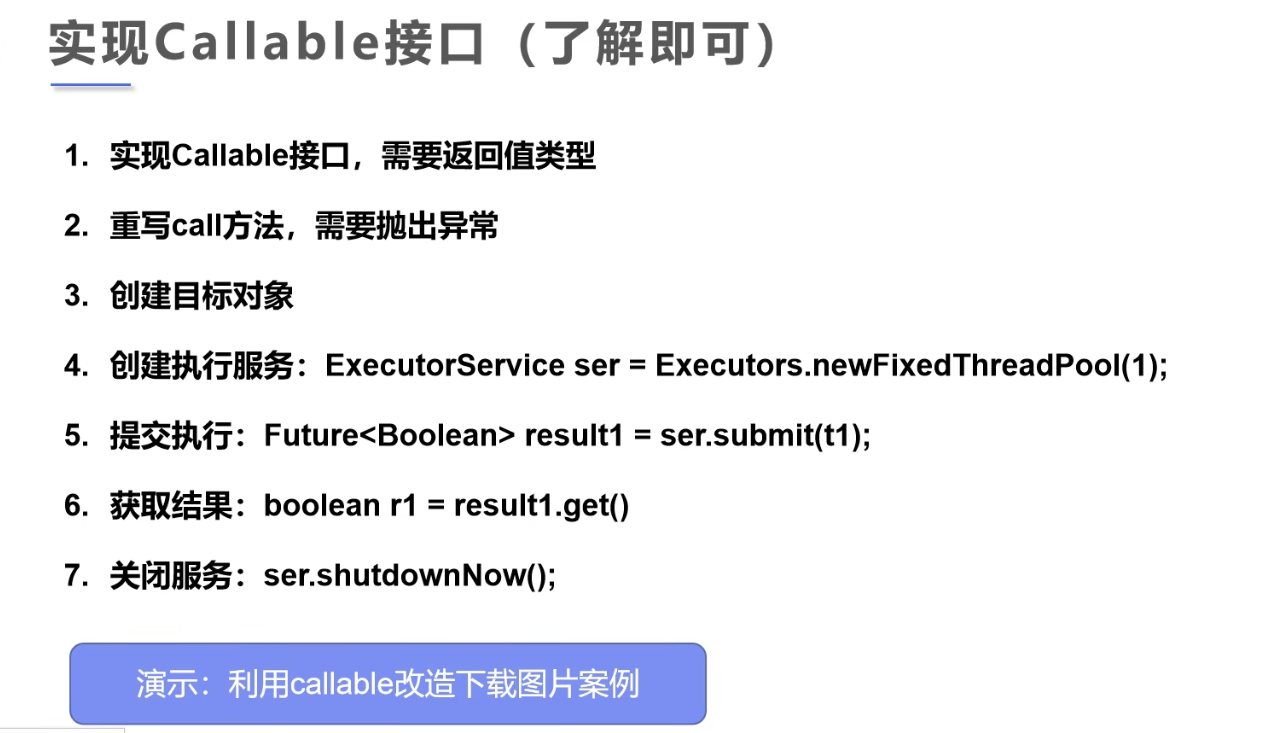 实现Callable接口（了解即可）
1. 实现Callable接口，需要返回值类型
2. 重写call方法，需要抛出异常
3. 创建目标对象
4. 创建执行服务：ExecutorService ser = Executors.newFixedThreadPool(1);
5. 提交执行：Future<Boolean> result1 = ser.submit(t1);
6. 获取结果：boolean r1 = result1.get()
7. 关闭服务：ser.shutdownNow();
演示：利用callable改造下载图片案例